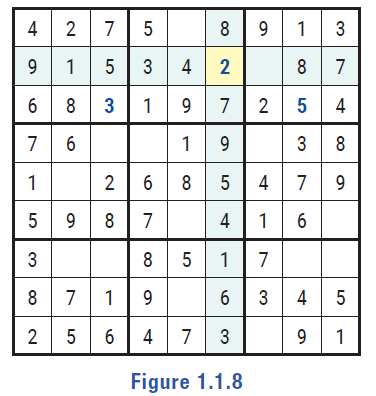 4 2 7 5 8 9 1 3
9 1 5 3 4 2 8 7
6 8 3 1 9 7 2 5 4
7 6 1 9 3 8
1 2 6 8 5 4 7 9
5 9 8 7 4 1 6
3 8 5 1 7
8 7 1 9 6 3 4 5
2 5 6 4 7 3 9 1
Figure 1.1.8